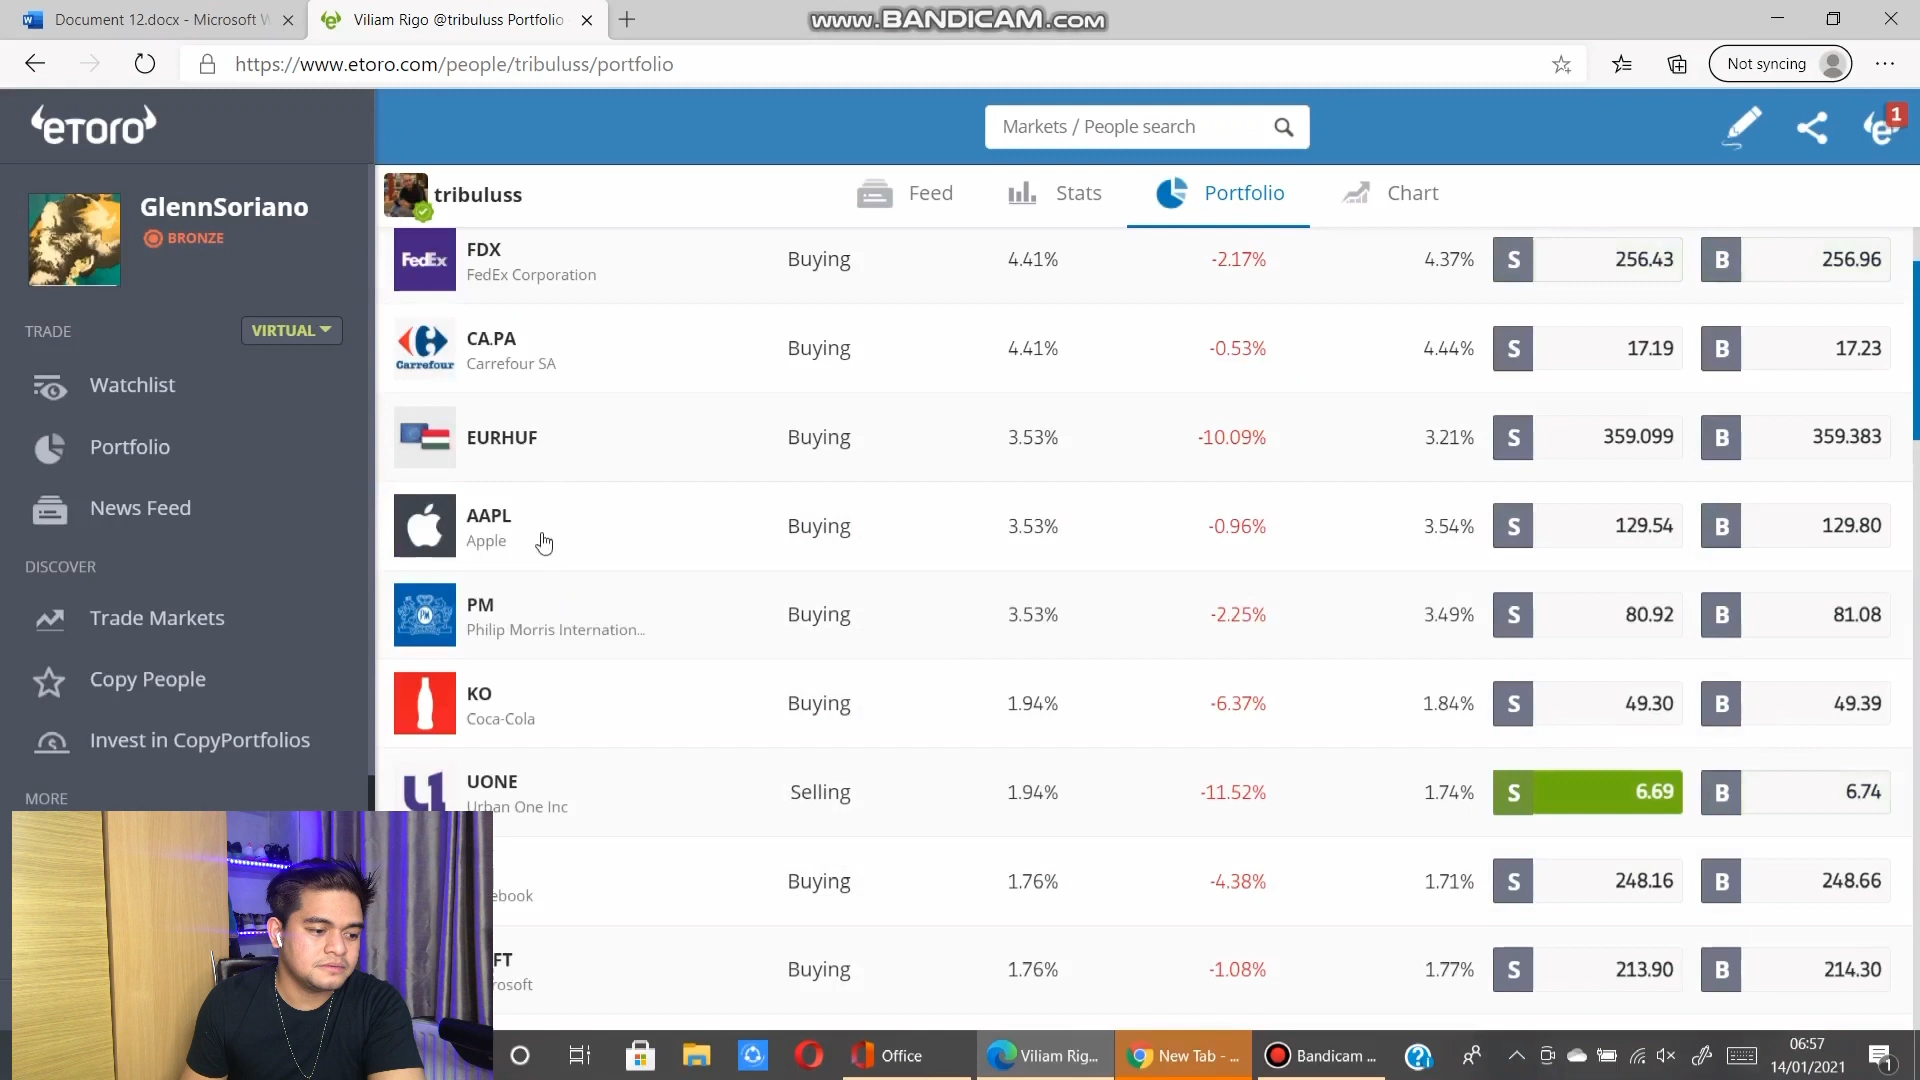 Document 12.docx - Microsoft W
Viliam Rigo @tribuluss Portfolio
www.BANDICAM.com
https://www.etoro.com/people/tribuluss/portfolio
Not syncing
eToro
Markets / People search
1
GlennSoriano
BRONZE
TRADE
VIRTUAL
Watchlist
Portfolio
News Feed
DISCOVER
Trade Markets
Copy People
Invest in CopyPortfolios
MORE
tribuluss
Feed
Stats
Portfolio
Chart
FedEx
FDX
FedEx Corporation
Buying
4.41%
-2.17%
4.37%
S
256.43
B
256.96
Carrefour
CA.PA
Carrefour SA
Buying
4.41%
-0.53%
4.44%
S
17.19
B
17.23
EURHUF
Buying
3.53%
-10.09%
3.21%
S
359.099
B
359.383
AAPL
Apple
Buying
3.53%
-0.96%
3.54%
S
129.54
B
129.80
PM
PM
Philip Morris Internation...
Buying
3.53%
-2.25%
3.49%
S
80.92
B
81.08
KO
Coca-Cola
Buying
1.94%
-6.37%
1.84%
S
49.30
B
49.39
UONE
Urban One Inc
Selling
1.94%
-11.52%
1.74%
S
6.69
B
6.74
ebook
Buying
1.76%
-4.38%
1.71%
S
248.16
B
248.66
FT
rosoft
Buying
1.76%
-1.08%
1.77%
S
213.90
B
214.30
Office
Viliam Rig...
New Tab - ...
Bandicam ...
06:57
14/01/2021
1